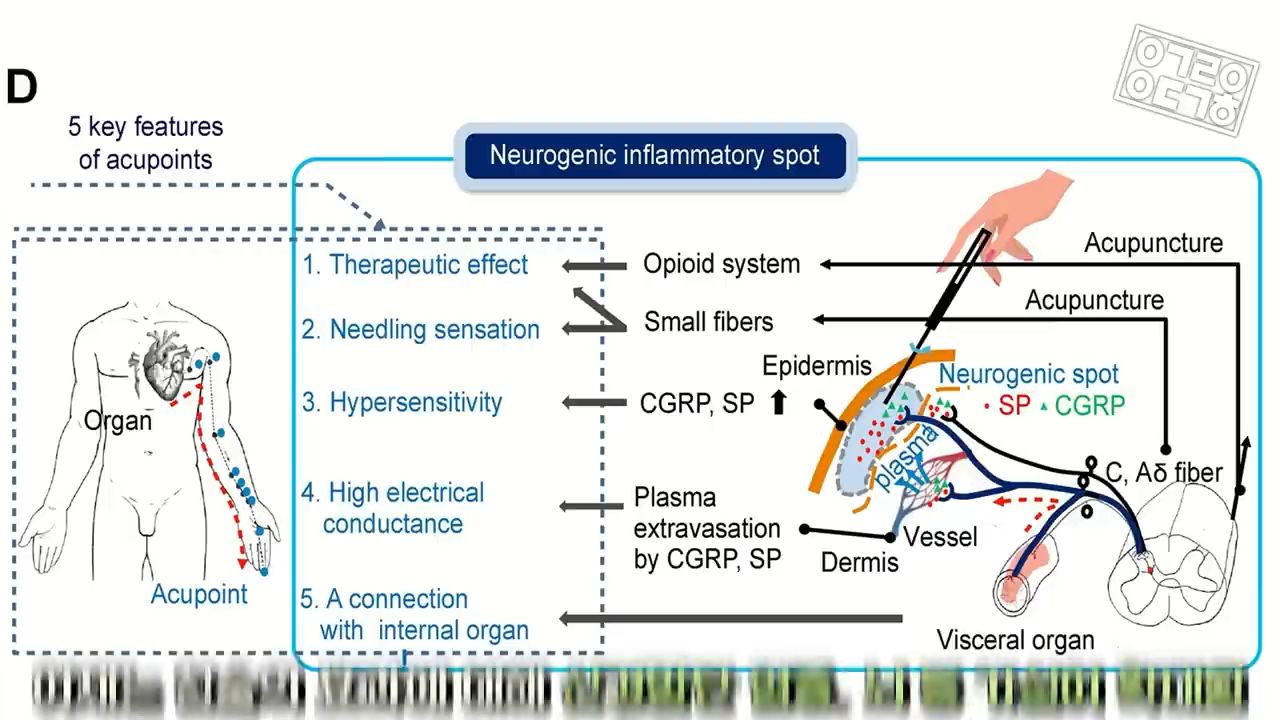 D
5 key features
of acupoints
Neurogenic inflammatory spot
Acupuncture
1. Therapeutic effect
Opioid system
Acupuncture
2. Needling sensation
Small fibers
Epidermis
Neurogenic spot
3. Hypersensitivity
CGRP, SP
SP
CGRP
Organ
plasma
C, Aδ fiber
4. High electrical
conductance
Plasma
extravasation
by CGRP, SP
Vessel
Dermis
Acupoint
5. A connection
with internal organ
Visceral organ